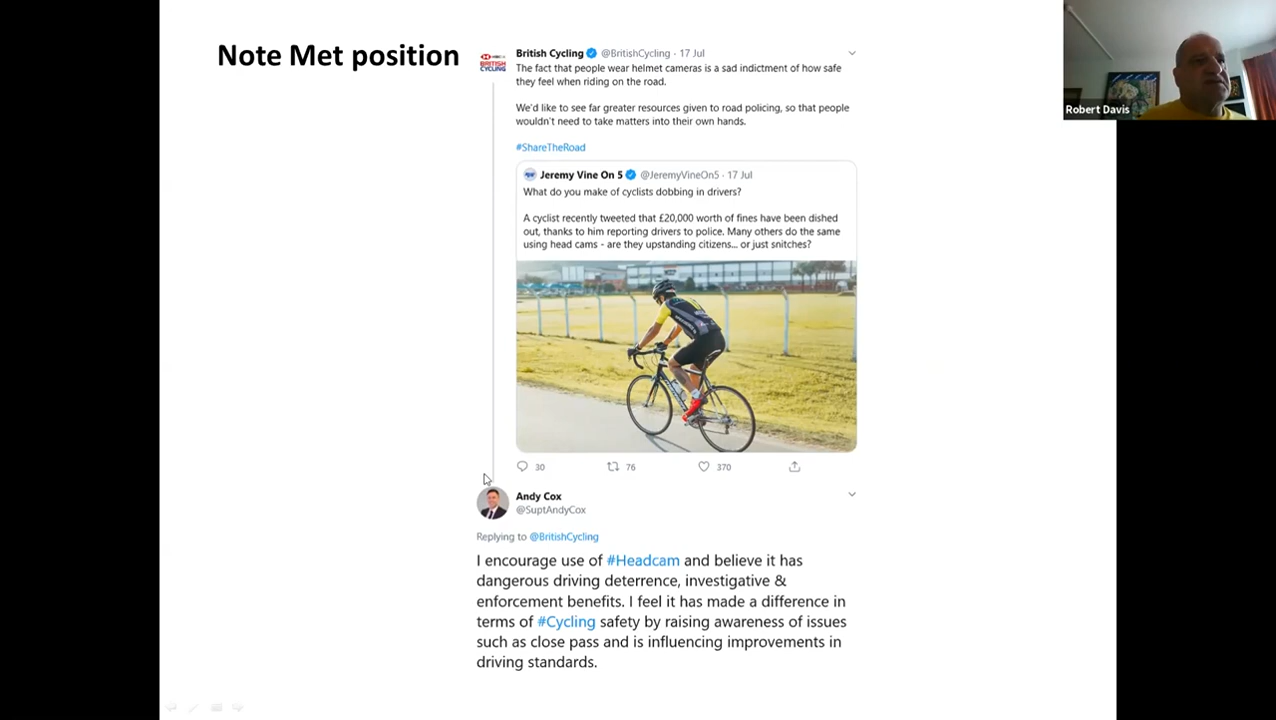 Note Met position
HSBC UK
BRITISH
CYCLING
British Cycling @BritishCycling · 17 Jul
The fact that people wear helmet cameras is a sad indictment of how safe
they feel when riding on the road.
We'd like to see far greater resources given to road policing, so that people
wouldn't need to take matters into their own hands.
#ShareTheRoad
Jeremy Vine On 5 @JeremyVineOn5 · 17 Jul
What do you make of cyclists dobbing in drivers?
A cyclist recently tweeted that £20,000 worth of fines have been dished
out, thanks to him reporting drivers to police. Many others do the same
using head cams - are they upstanding citizens... or just snitches?
30 76 370
Andy Cox
@SuptAndyCox
Replying to @BritishCycling
I encourage use of #Headcam and believe it has
dangerous driving deterrence, investigative &
enforcement benefits. I feel it has made a difference in
terms of #Cycling safety by raising awareness of issues
such as close pass and is influencing improvements in
driving standards.
Robert Davis